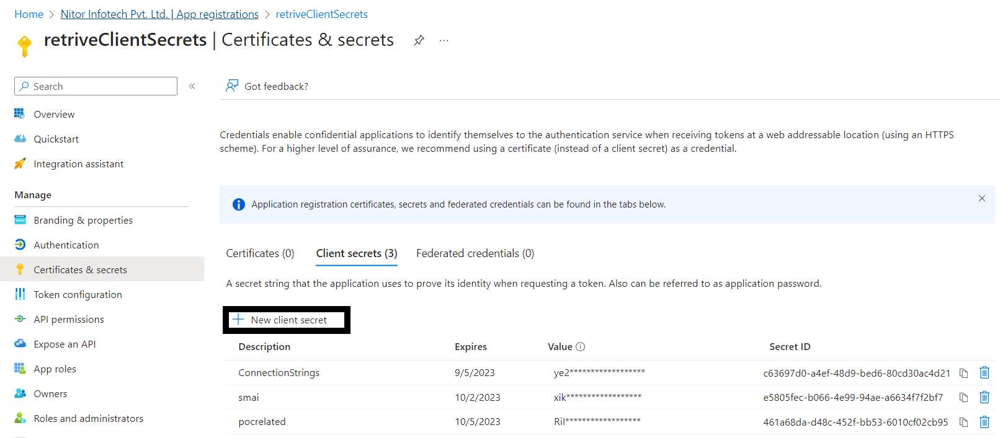 Home > Nitor Infotech Pvt. Ltd. | App registrations > retriveClientSecrets
retriveClientSecrets | Certificates & secrets
Search
«
Overview
Quickstart
Integration assistant
Manage
Branding & properties
Authentication
Certificates & secrets
Token configuration
API permissions
Expose an API
App roles
Owners
Roles and administrators
Got feedback?
Credentials enable confidential applications to identify themselves to the authentication service when receiving tokens at a web addressable location (using an HTTPS
scheme). For a higher level of assurance, we recommend using a certificate (instead of a client secret) as a credential.
Application registration certificates, secrets and federated credentials can be found in the tabs below.
Certificates (0) Client secrets (3) Federated credentials (0)
A secret string that the application uses to prove its identity when requesting a token. Also can be referred to as application password.
New client secret
Description Expires Value Secret ID
ConnectionStrings 9/5/2023 ye2****************** c63697d0-a4ef-48d9-bed6-80cd30ac4d21
smai 10/2/2023 xik****************** e5805fec-b066-4e99-94ae-a6634f7f2bf7
pocrelated 10/5/2023 Ril****************** 461a68da-d48c-452f-bb53-6010cf02cb95